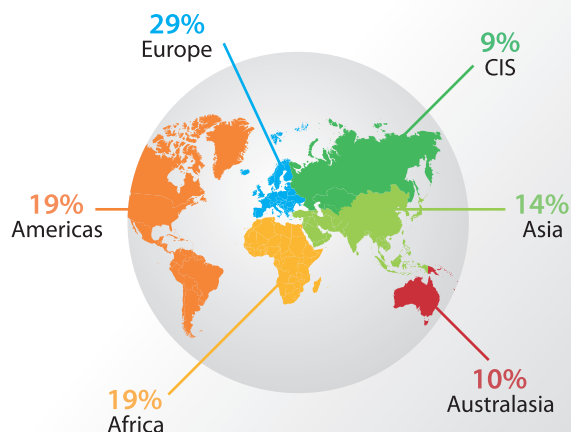 29%
Europe
9%
CIS
19%
Americas
14%
Asia
19%
Africa
10%
Australasia